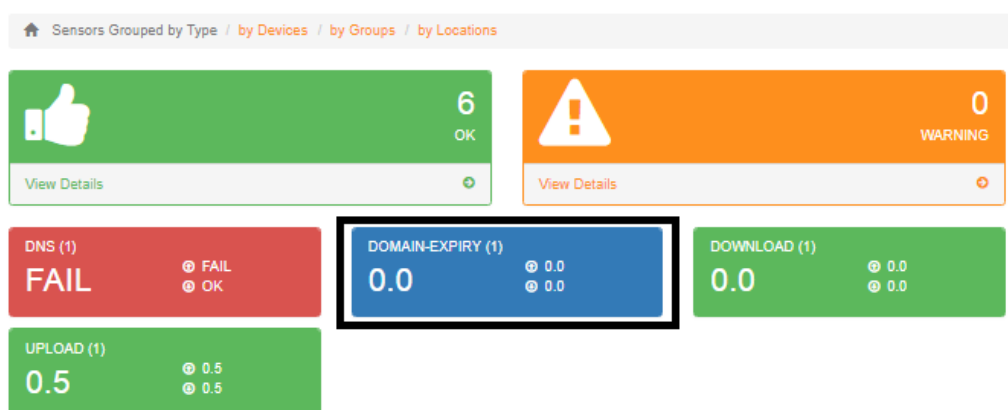 Sensors Grouped by Type / by Devices / by Groups / by Locations
6
OK
View Details
0
WARNING
View Details
DNS (1)
FAIL
FAIL
OK
DOMAIN-EXPIRY (1)
0.0
0.0
0.0
DOWNLOAD (1)
0.0
0.0
0.0
UPLOAD (1)
0.5
0.5
0.5